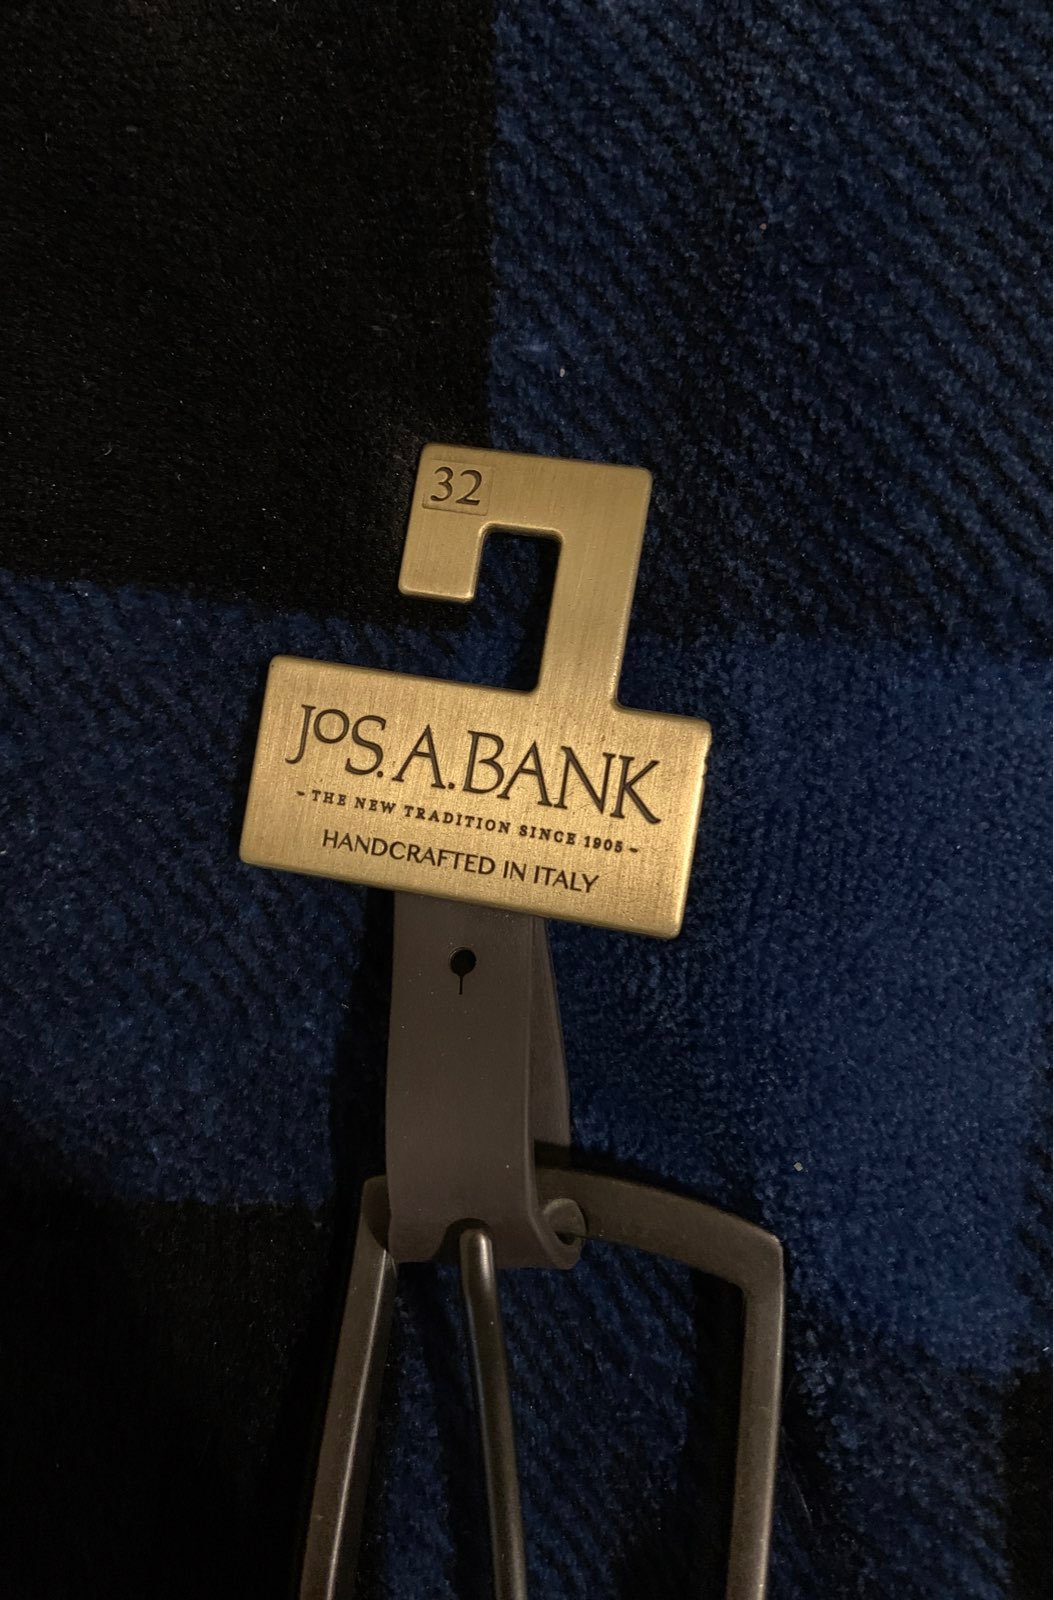 32
JOS. A. BANK
- THE NEW TRADITION SINCE 1905 -
HANDCRAFTED IN ITALY